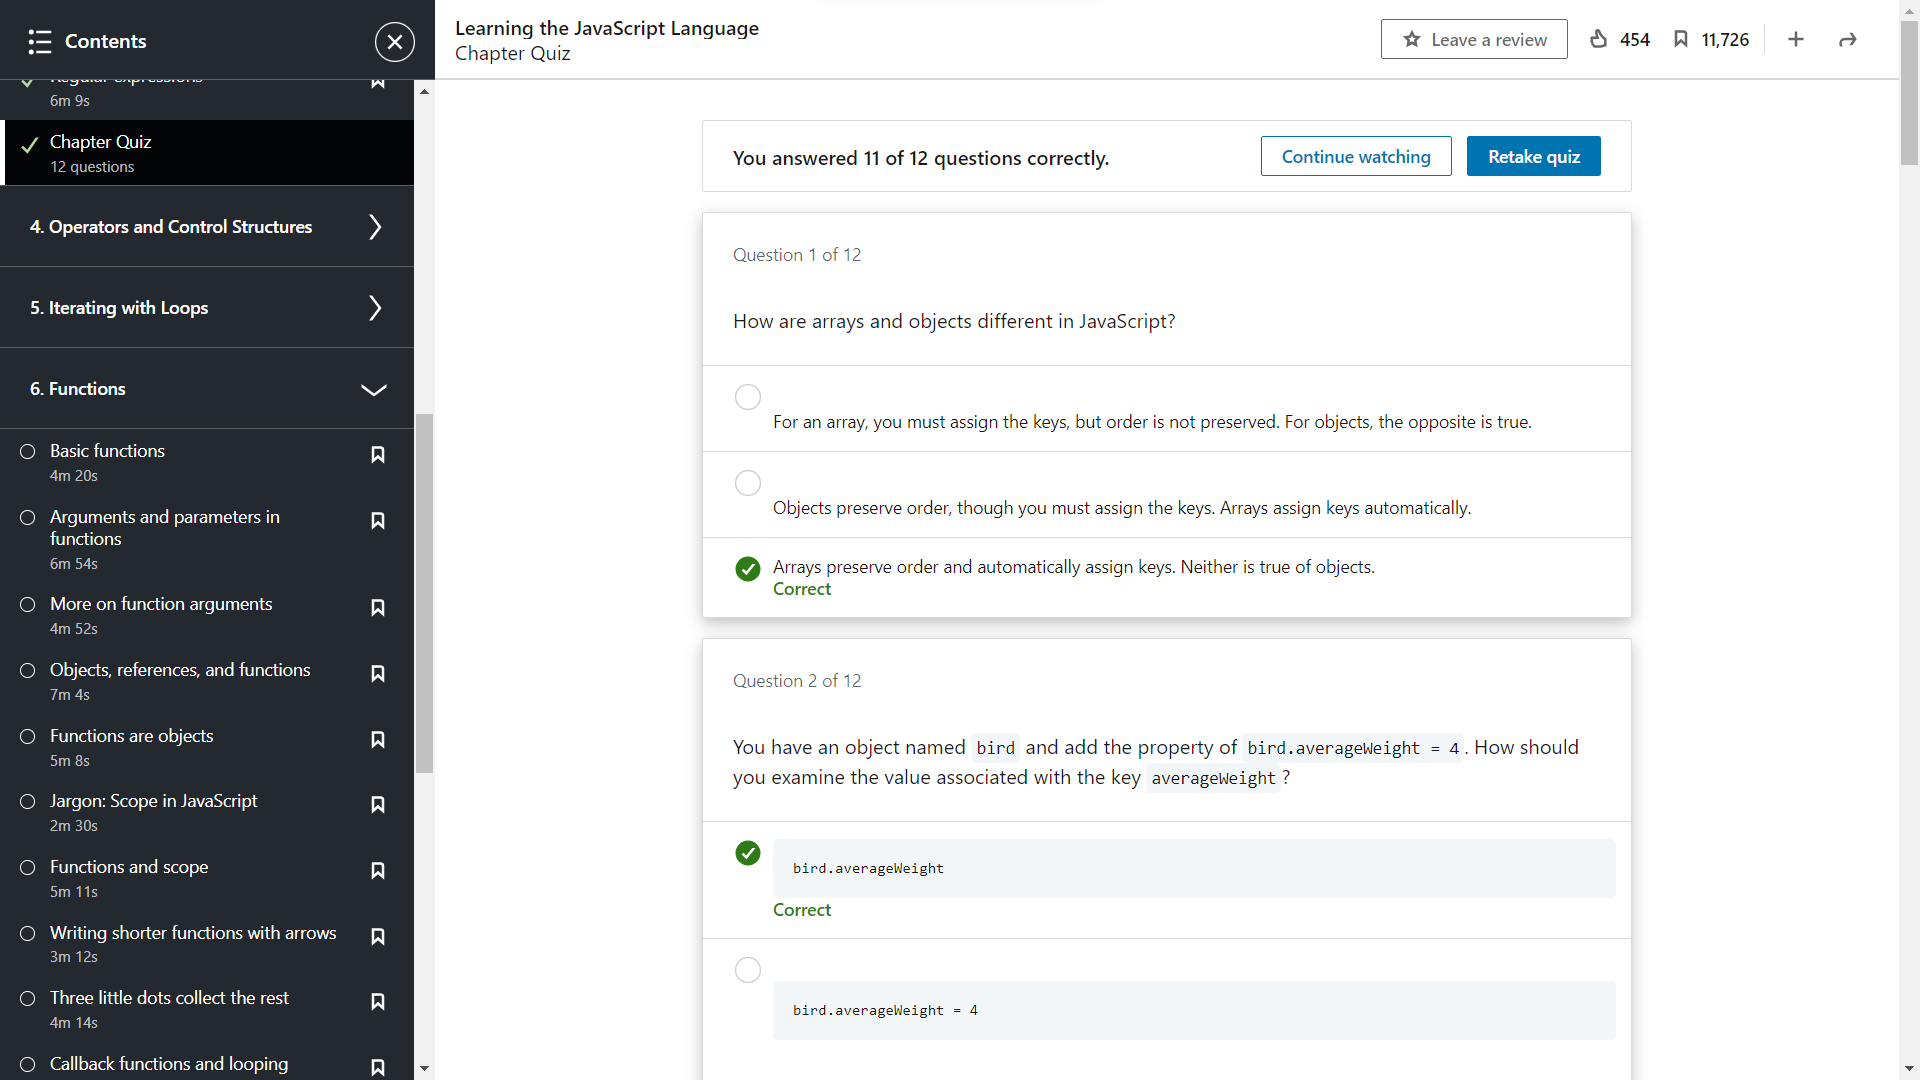 Contents
Regular expressions
6m 9s
Chapter Quiz
12 questions
4. Operators and Control Structures
5. Iterating with Loops
6. Functions
Basic functions
4m 20s
Arguments and parameters in
functions
6m 54s
More on function arguments
4m 52s
Objects, references, and functions
7m 4s
Functions are objects
5m 8s
Jargon: Scope in JavaScript
2m 30s
Functions and scope
5m 11s
Writing shorter functions with arrows
3m 12s
Three little dots collect the rest
4m 14s
Callback functions and looping
Learning the JavaScript Language
Chapter Quiz
Leave a review
454
11,726
You answered 11 of 12 questions correctly.
Continue watching
Retake quiz
Question 1 of 12
How are arrays and objects different in JavaScript?
For an array, you must assign the keys, but order is not preserved. For objects, the opposite is true.
Objects preserve order, though you must assign the keys. Arrays assign keys automatically.
Arrays preserve order and automatically assign keys. Neither is true of objects.
Correct
Question 2 of 12
You have an object named bird and add the property of bird.averageWeight = 4. How should
you examine the value associated with the key averageWeight?
bird.averageWeight
Correct
bird.averageWeight = 4